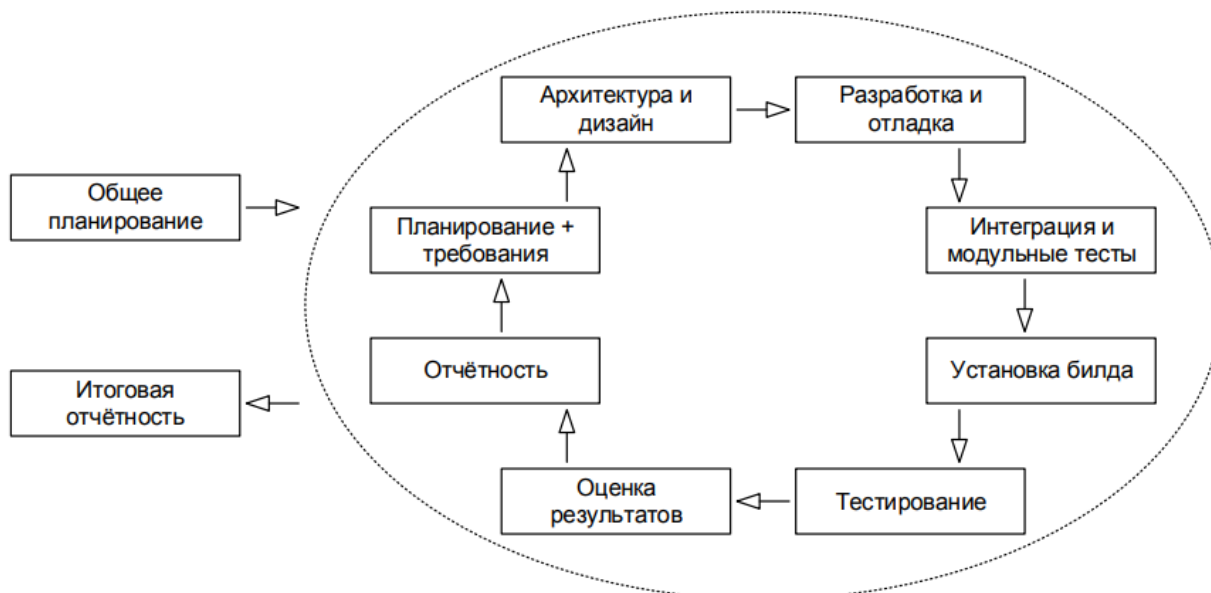 Архитектура и
дизайн
Разработка и
отладка
Общее
планирование
Планирование +
требования
Интеграция и
модульные тесты
Отчётность
Установка билда
Итоговая
отчётность
Оценка
результатов
Тестирование